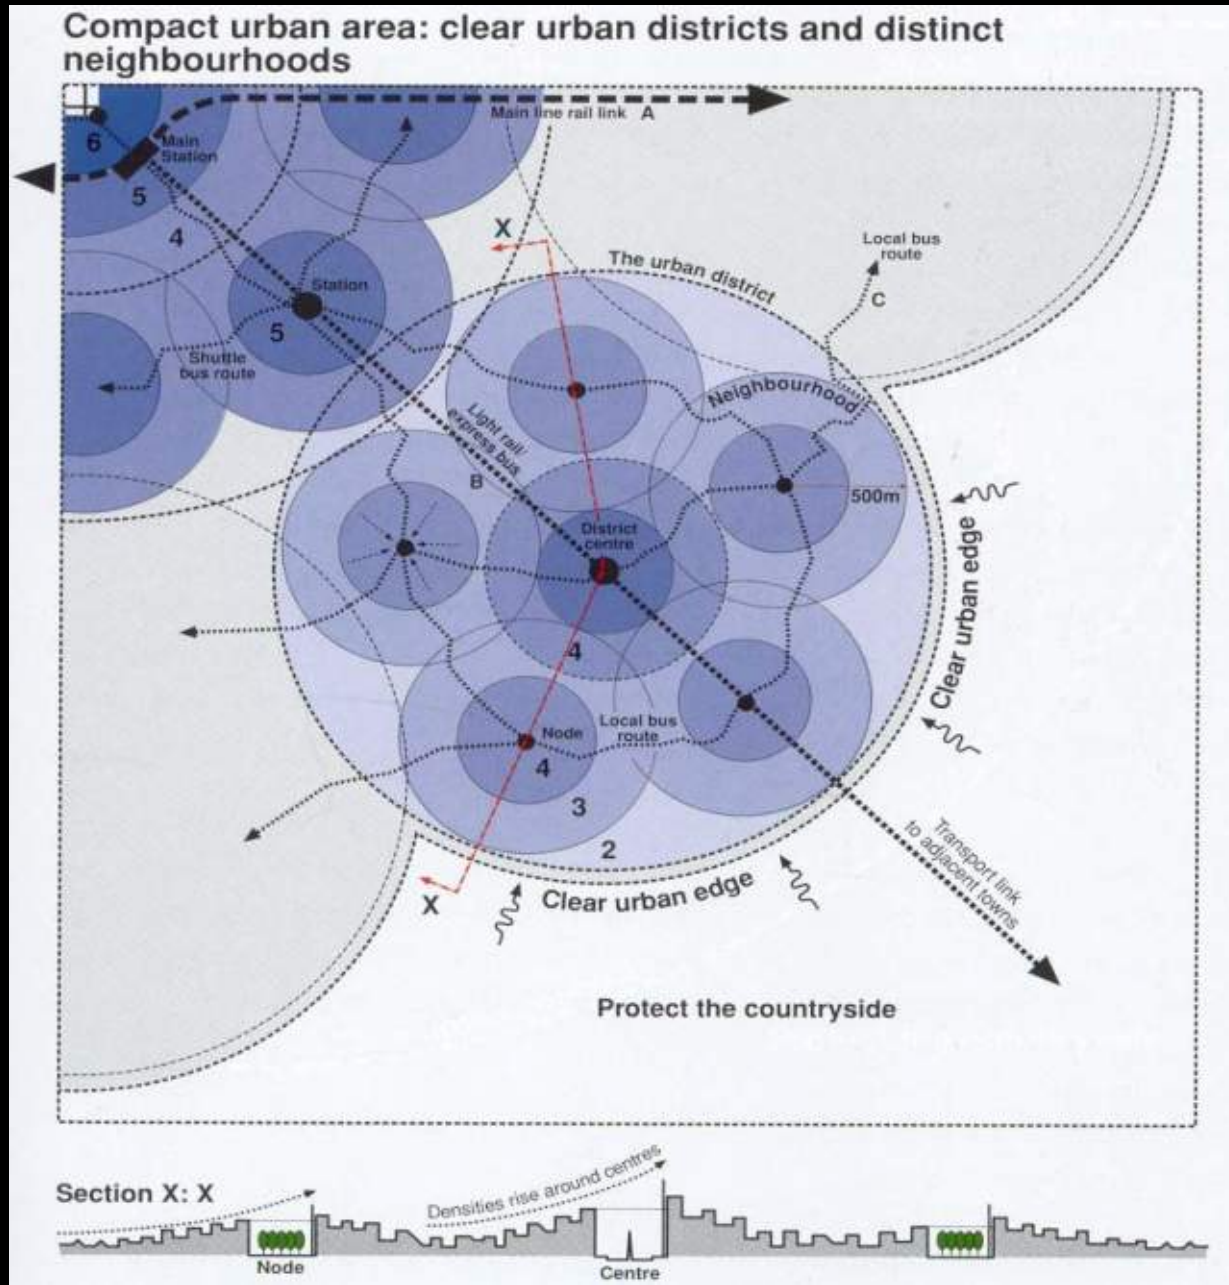 Compact urban area: clear urban districts and distinct
neighbourhoods
Main line rail link A
6
Main
Station
5
4
X
Local bus
route
The urban district
C
Station
5
Shuttle
bus route
Neighbourhood
Light rail/
express bus
B
500m
District
centre
Clear urban edge
4
Node
Local bus
route
4
3
2
Clear urban edge
X
Transport link
to adjacent towns
Protect the countryside
Section X: X
Densities rise around centres
Node
Centre